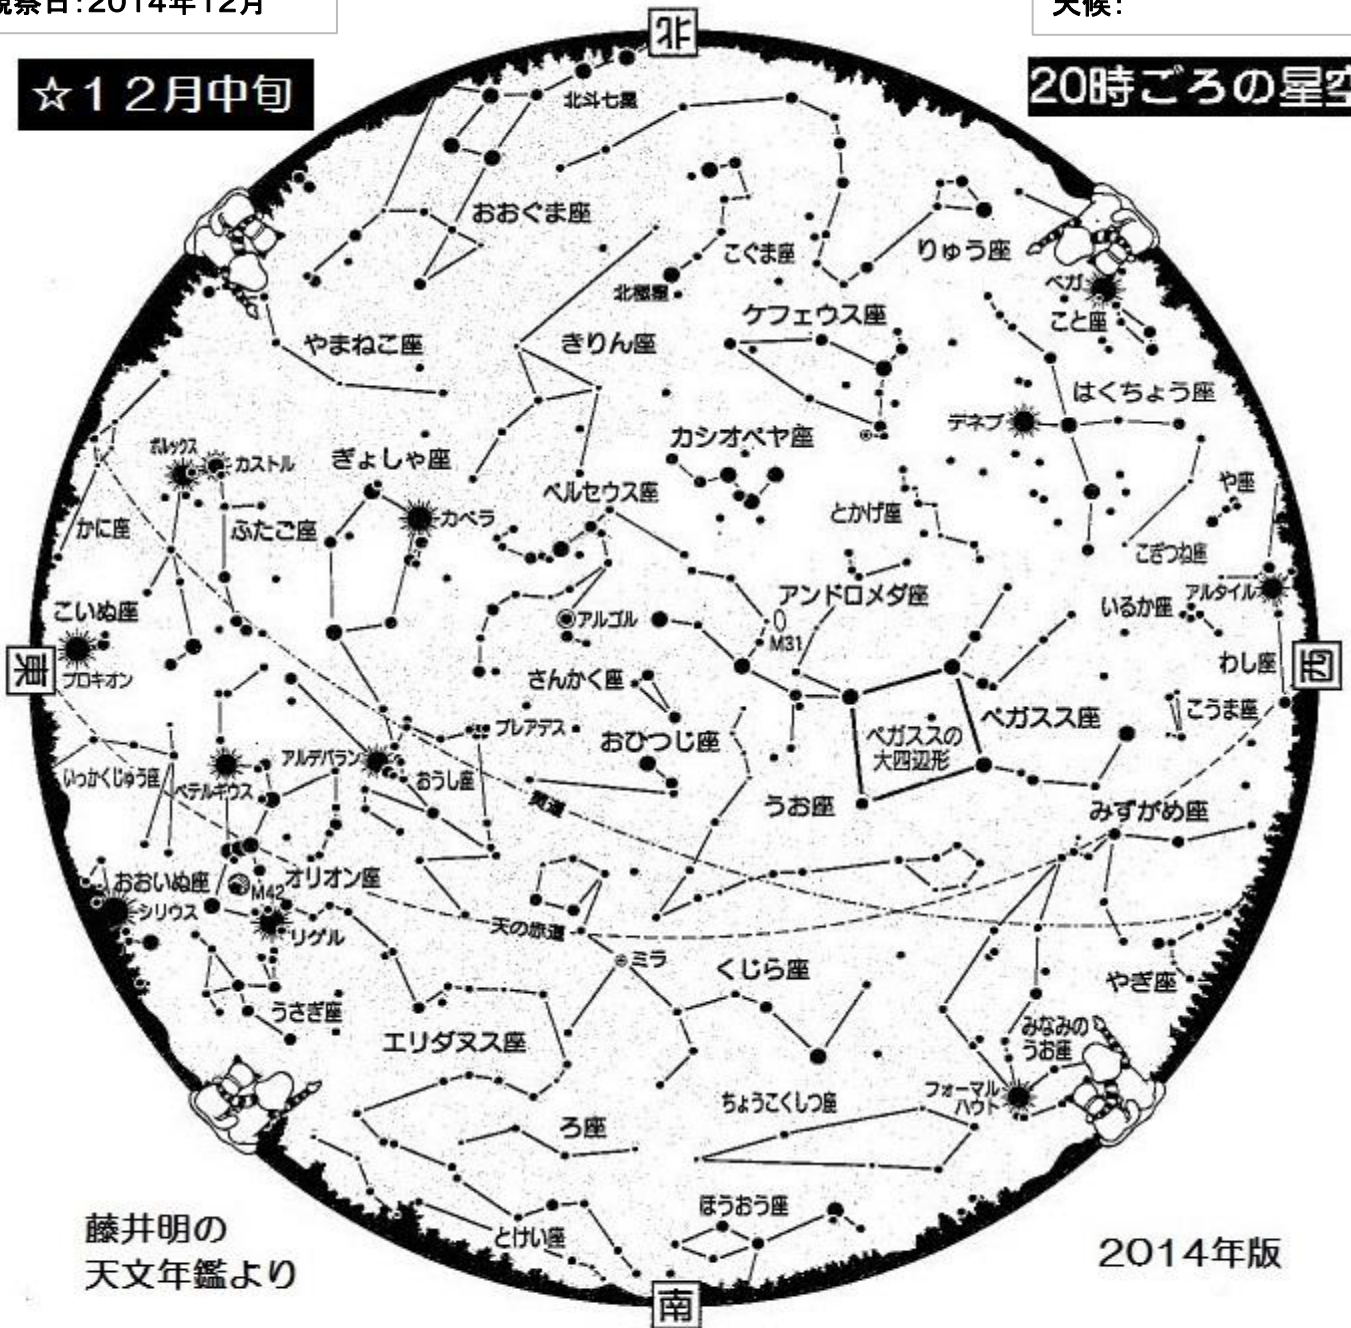 観察日:2014年12月
天候:
北
☆12月中旬
20時ごろの星空
北斗七星
おおぐま座
こぐま座
りゅう座
北極星
ベガ
こと座
ケフェウス座
やまねこ座
きりん座
はくちょう座
デネブ
カシオペヤ座
ポルックス
カストル
ぎょしゃ座
カペラ
ペルセウス座
とかげ座
や座
かに座
ふたご座
こぎつね座
アンドロメダ座
アルタイル
いるか座
こいぬ座
アルゴル
M31
わし座
東
西
プロキオン
さんかく座
こうま座
プレアデス
おひつじ座
ペガスス座
ペガススの
大四辺形
アルデバラン
おうし座
いっかくじゅう座
ベテルギウス
黄道
うお座
みずがめ座
おおいぬ座
M42
オリオン座
シリウス
リゲル
天の赤道
ミラ
くじら座
やぎ座
うさぎ座
エリダヌス座
みなみの
うお座
フォーマル
ハウト
ちょうこくしつ座
ろ座
ほうおう座
とけい座
藤井明の
天文年鑑より
2014年版
南